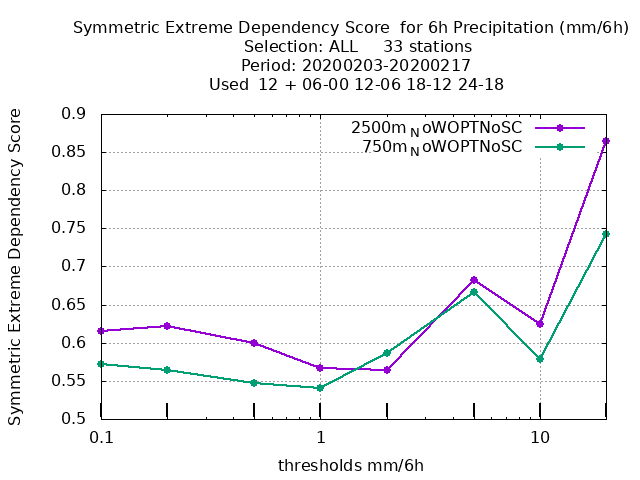 Symmetric Extreme Dependency Score  for 6h Precipitation (mm/6h)
Selection: ALL     33 stations
Period: 20200203-20200217
Used  12 + 06-00 12-06 18-12 24-18
2500m_NoWOPTNoSC
750m_NoWOPTNoSC
Symmetric Extreme Dependency Score
0.9
0.85
0.8
0.75
0.7
0.65
0.6
0.55
0.5
0.1 1 10
thresholds mm/6h